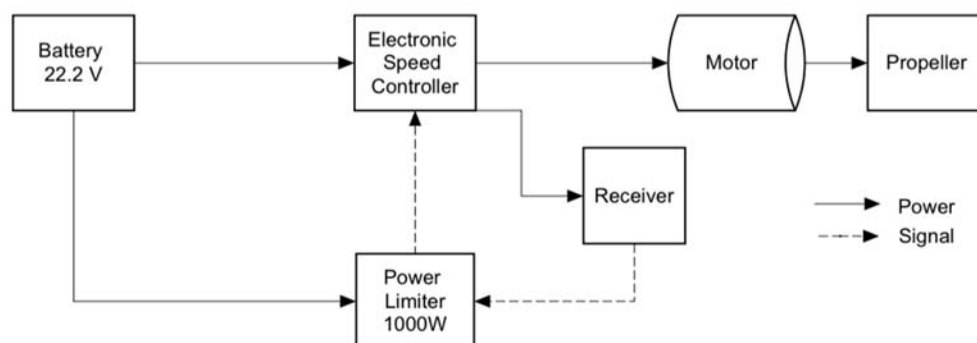 Battery
22.2 V
Electronic
Speed
Controller
Motor
Propeller
Receiver
Power
Limiter
1000W
Power
Signal